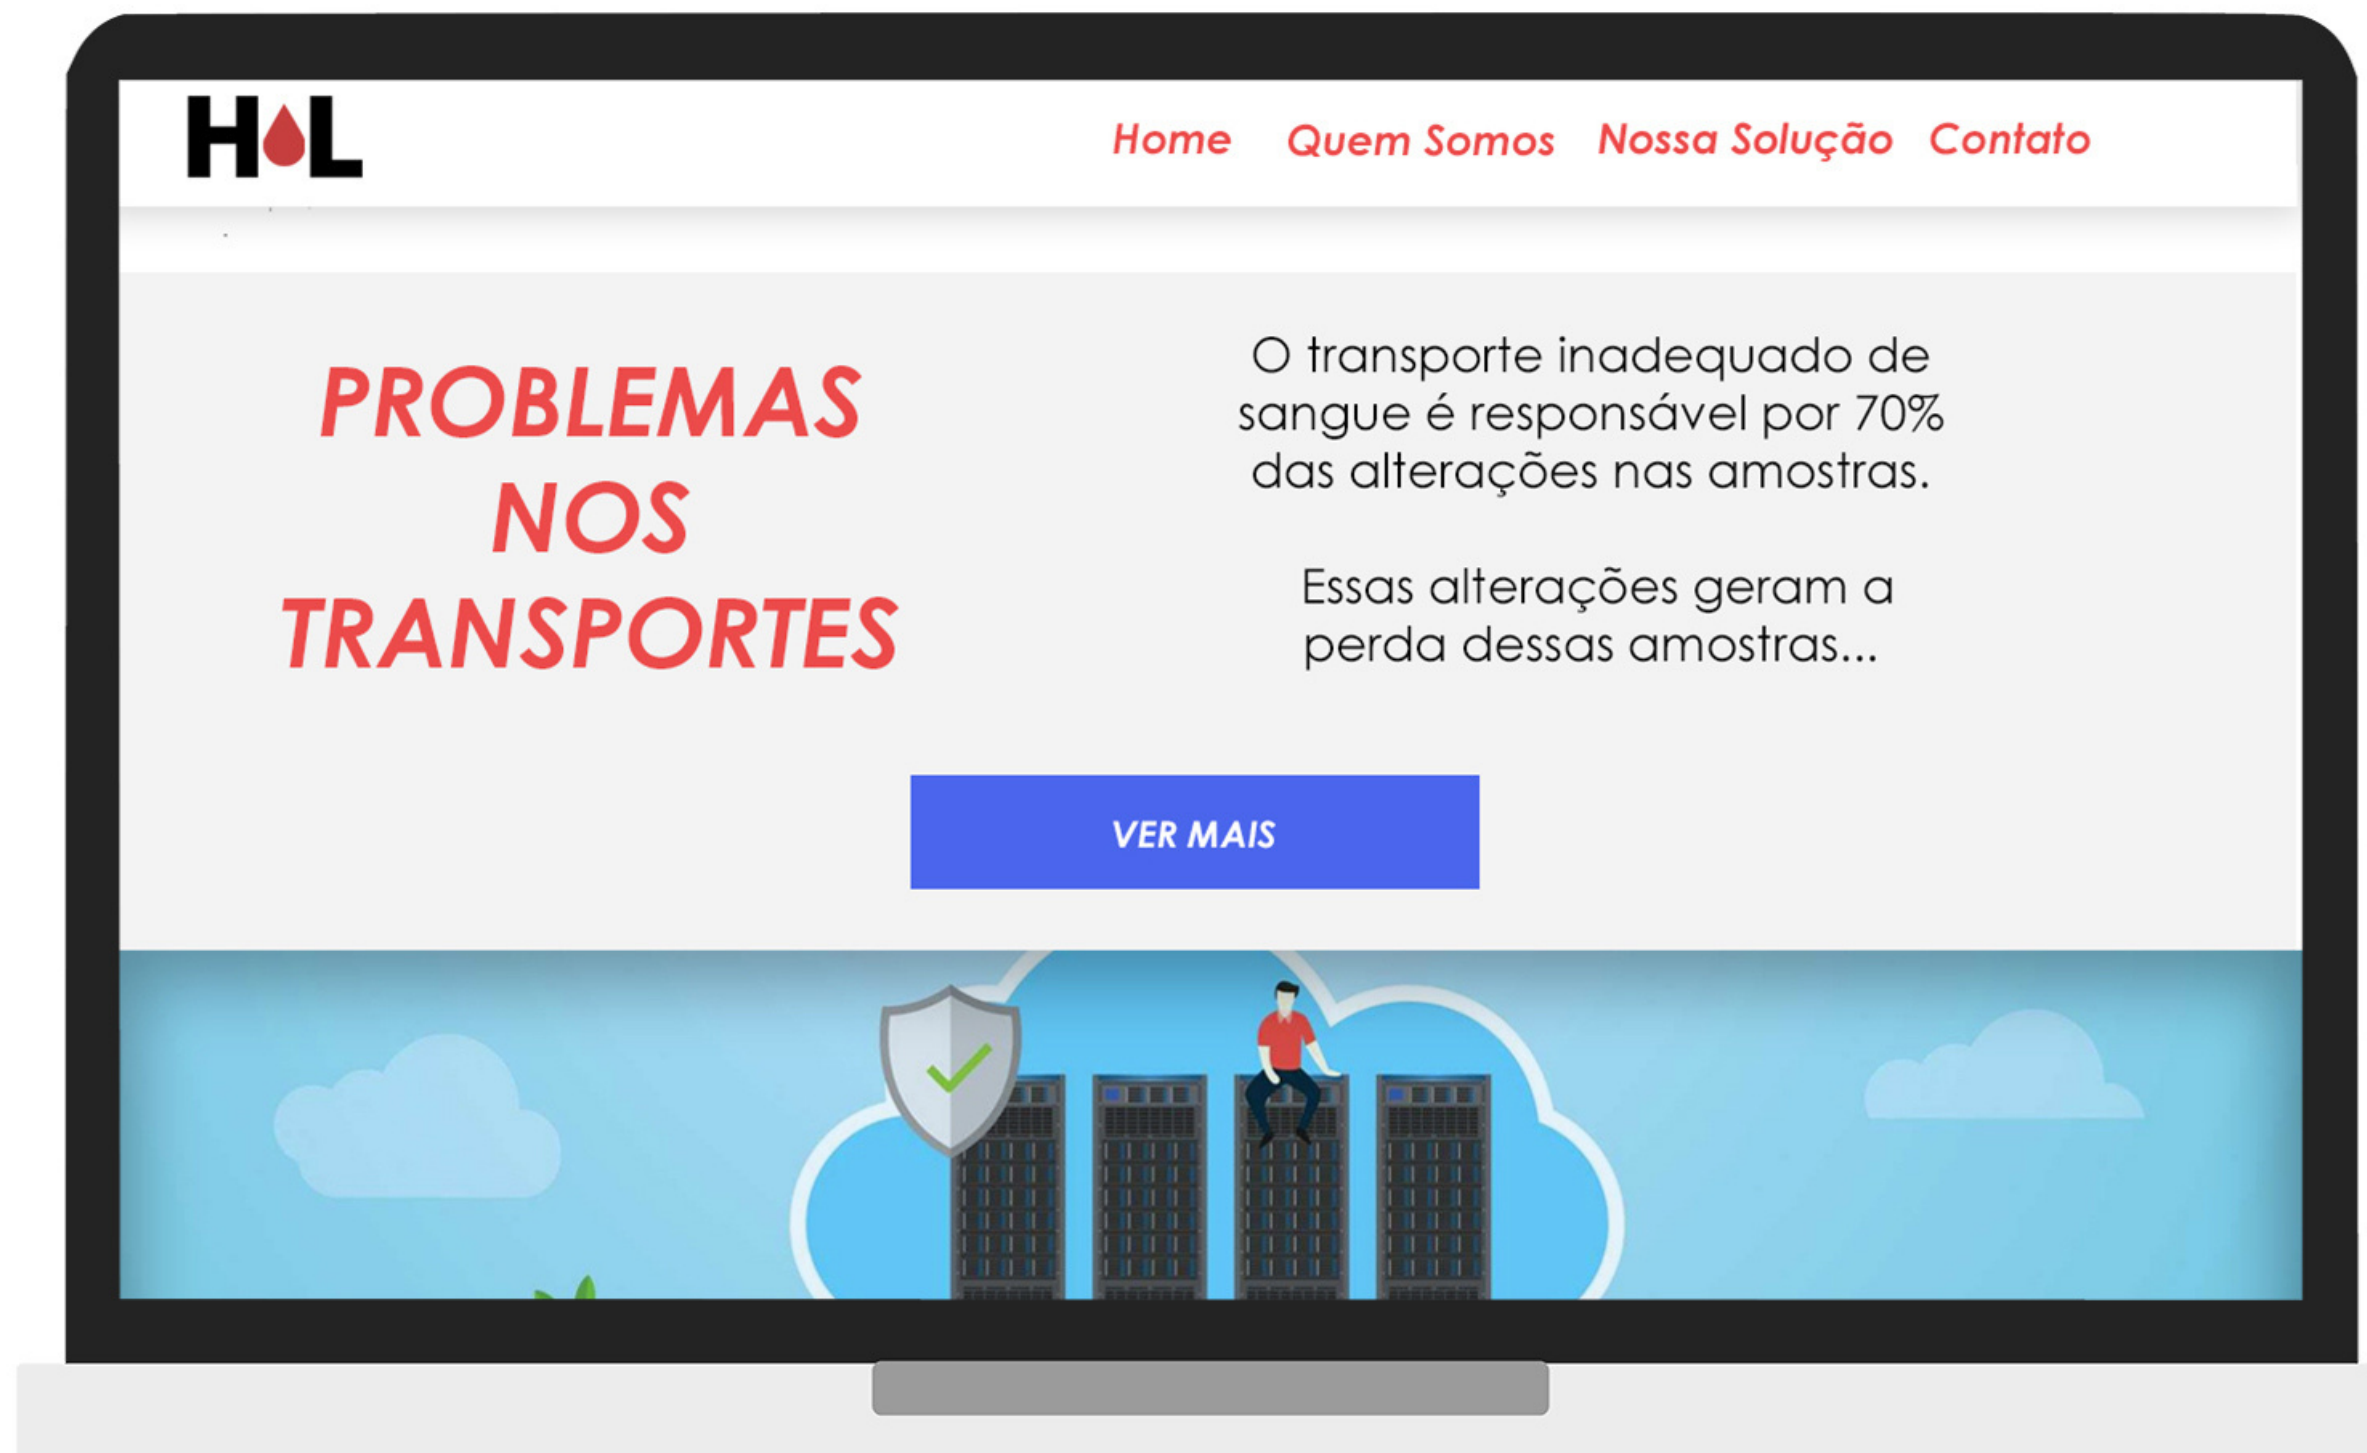 HL
Home Quem Somos Nossa Solução Contato
PROBLEMAS
NOS
TRANSPORTES
O transporte inadequado de
sangue é responsável por 70%
das alterações nas amostras.
Essas alterações geram a
perda dessas amostras...
VER MAIS